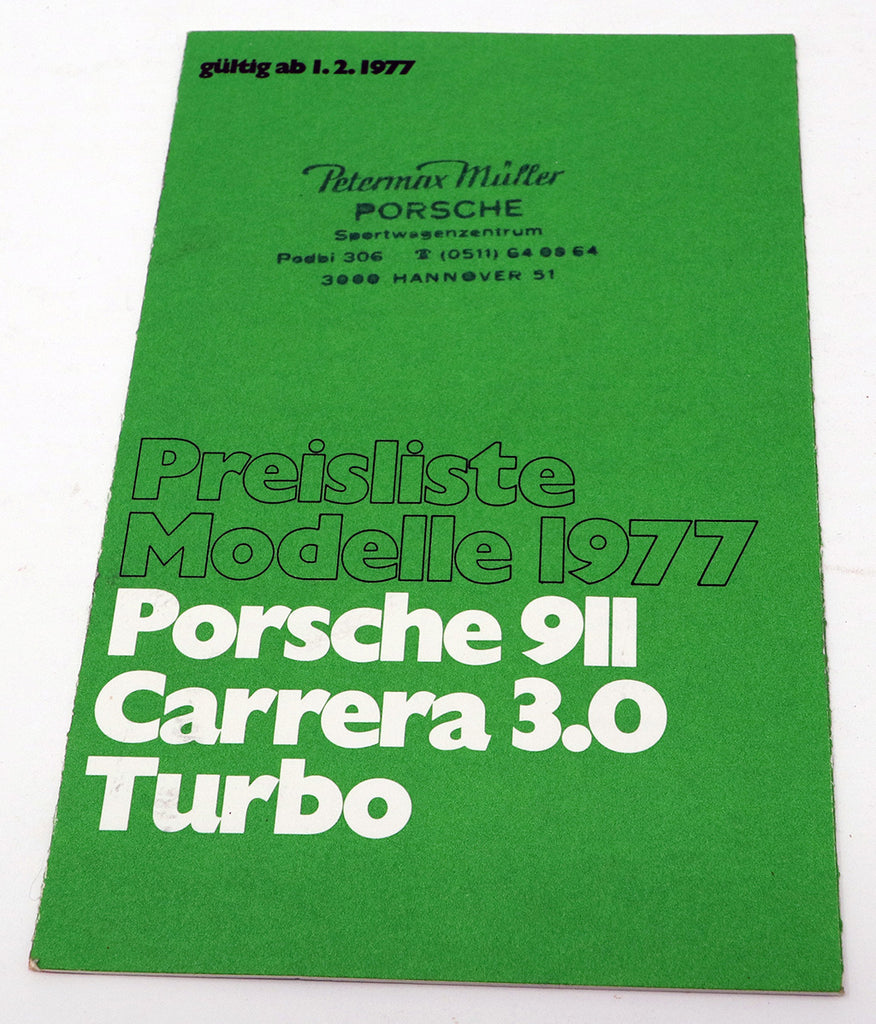 gültig ab 1. 2. 1977
Petermax Müller
PORSCHE
Sportwagenzentrum
Podbi 306 ☎ (0511) 64 08 64
3000 HANNOVER 51
Preisliste
Modelle 1977
Porsche 911
Carrera 3.0
Turbo